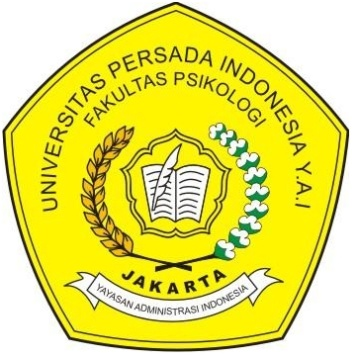 UNIVERSITAS PERSADA INDONESIA Y.A.I
FAKULTAS PSIKOLOGI
JAKARTA
YAYASAN ADMINISTRASI INDONESIA